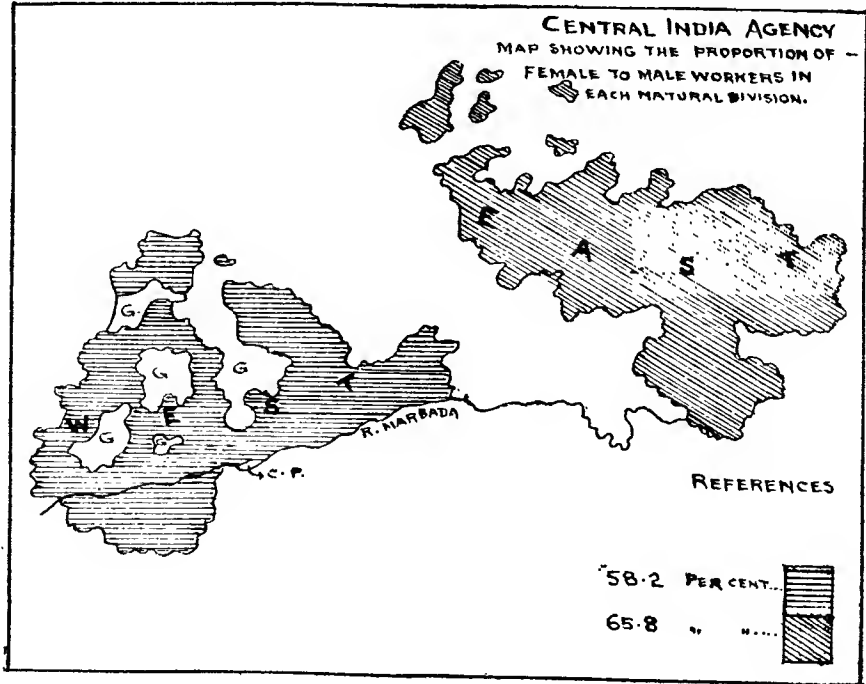 CENTRAL INDIA AGENCY
MAP SHOWING THE PROPORTION OF –
FEMALE TO MALE WORKERS IN
EACH NATURAL DIVISION.
E A S T
G.
G.
G
G
W E S T
G
G
R. NARBADA
C. P.
REFERENCES
58.2 PER CENT...
65.8 " " ....